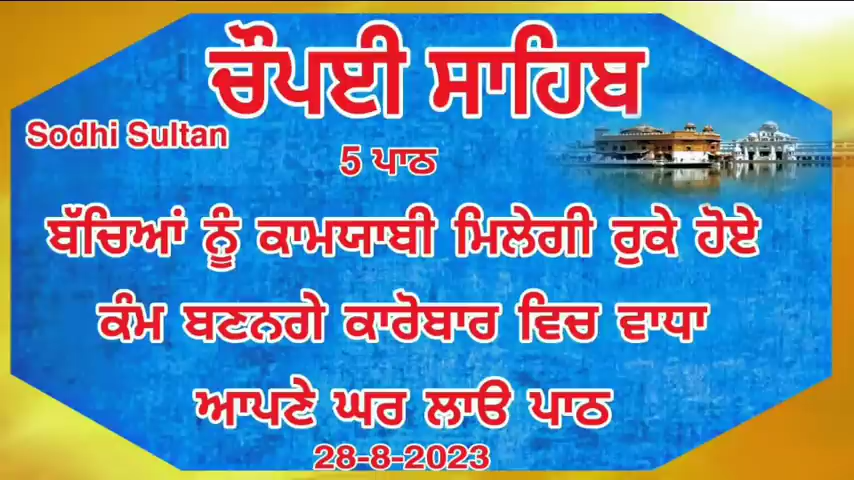 ਚੌਪਈ ਸਾਹਿਬ
Sodhi Sultan
5 ਪਾਠ
ਬੱਚਿਆਂ ਨੂੰ ਕਾਮਯਾਬੀ ਮਿਲੇਗੀ ਰੁਕੇ ਹੋਏ
ਕੰਮ ਬਣਨਗੇ ਕਾਰੋਬਾਰ ਵਿਚ ਵਾਧਾ
ਆਪਣੇ ਘਰ ਲਾਓ ਪਾਠ
28-8-2023